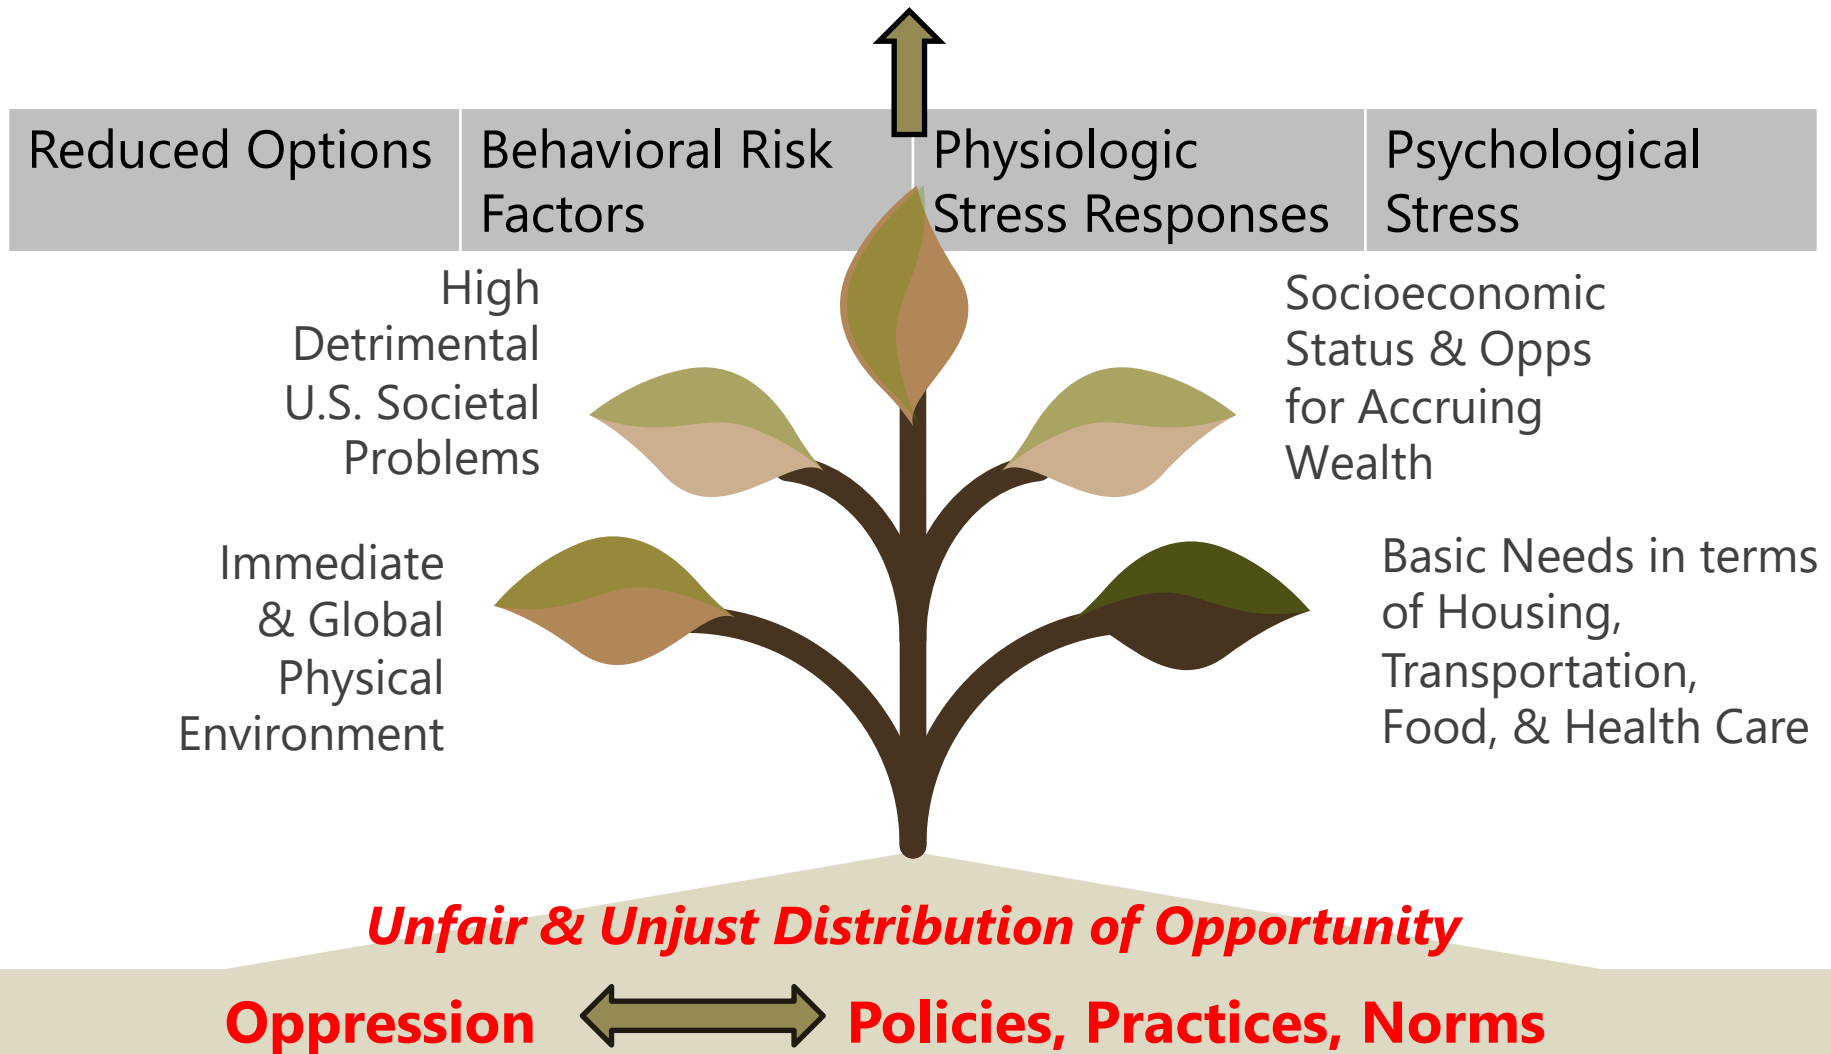 Reduced Options
Behavioral Risk
Factors
Physiologic
Stress Responses
Psychological
Stress
High
Detrimental
U.S. Societal
Problems
Socioeconomic
Status & Opps
for Accruing
Wealth
Immediate
& Global
Physical
Environment
Basic Needs in terms
of Housing,
Transportation,
Food, & Health Care
Unfair & Unjust Distribution of Opportunity
Oppression
Policies, Practices, Norms